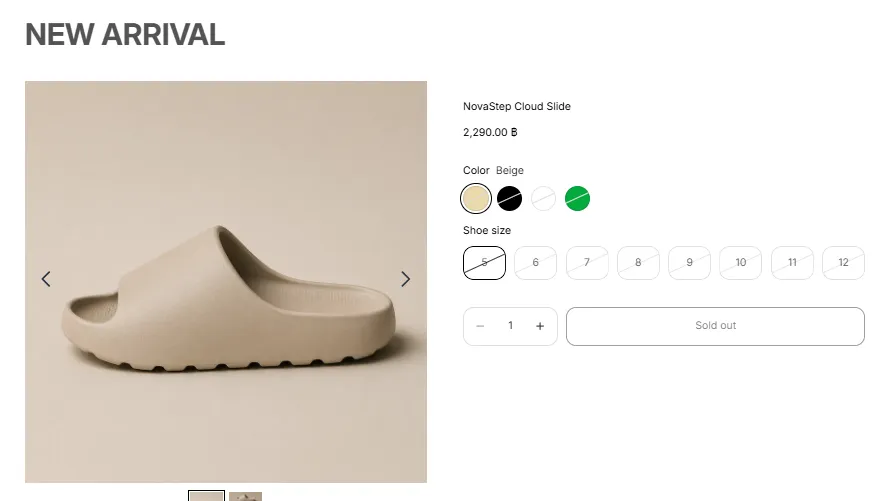 NEW ARRIVAL
NovaStep Cloud Slide
2,290.00 ฿
Color Beige
Shoe size
5 6 7 8 9 10 11 12
− 1 + Sold out